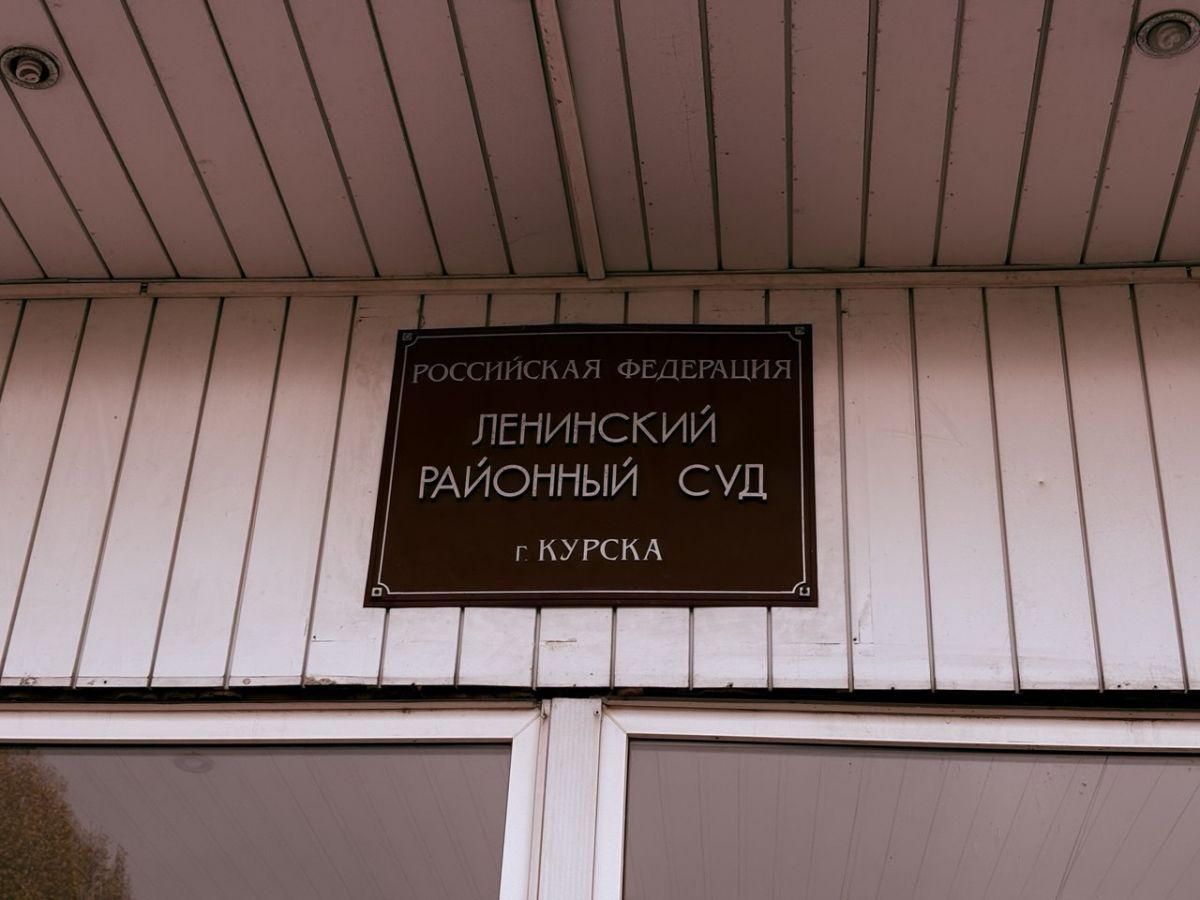 РОССИЙСКАЯ ФЕДЕРАЦИЯ
ЛЕНИНСКИЙ
РАЙОННЫЙ СУД
г. КУРСКА